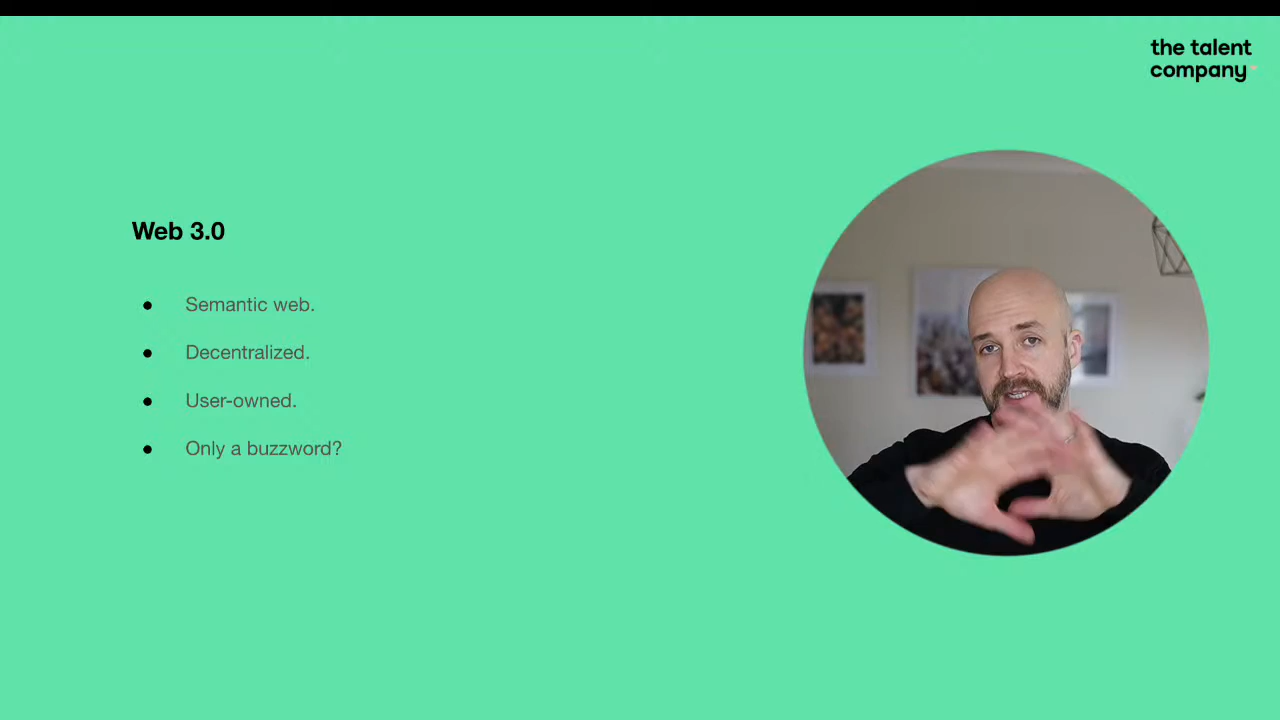 the talent
company
Web 3.0
Semantic web.
Decentralized.
User-owned.
Only a buzzword?